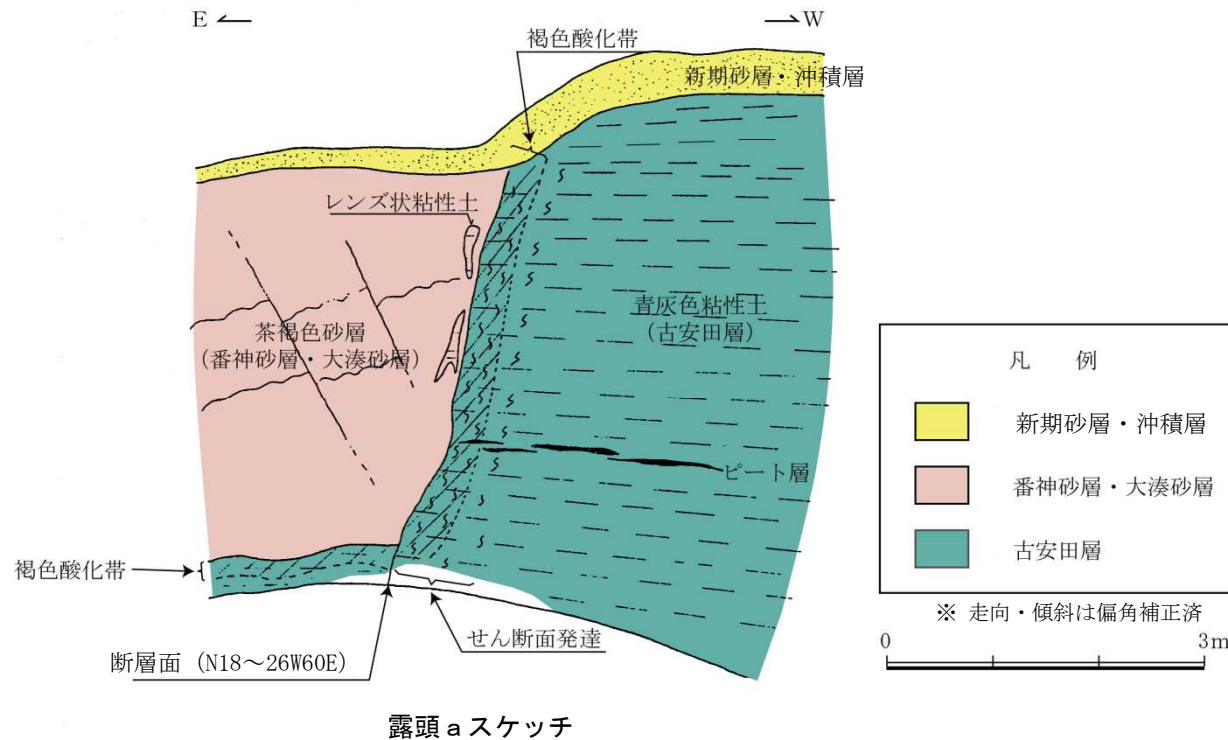 E
W
褐色酸化帯
新期砂層・沖積層
レンズ状粘性土
青灰色粘性土
(古安田層)
茶褐色砂層
(番神砂層・大湊砂層)
ピート層
褐色酸化帯
せん断面発達
断層面 (N18～26W60E)
凡 例
新期砂層・沖積層
番神砂層・大湊砂層
古安田層
※ 走向・傾斜は偏角補正済
0 3m
露頭aスケッチ